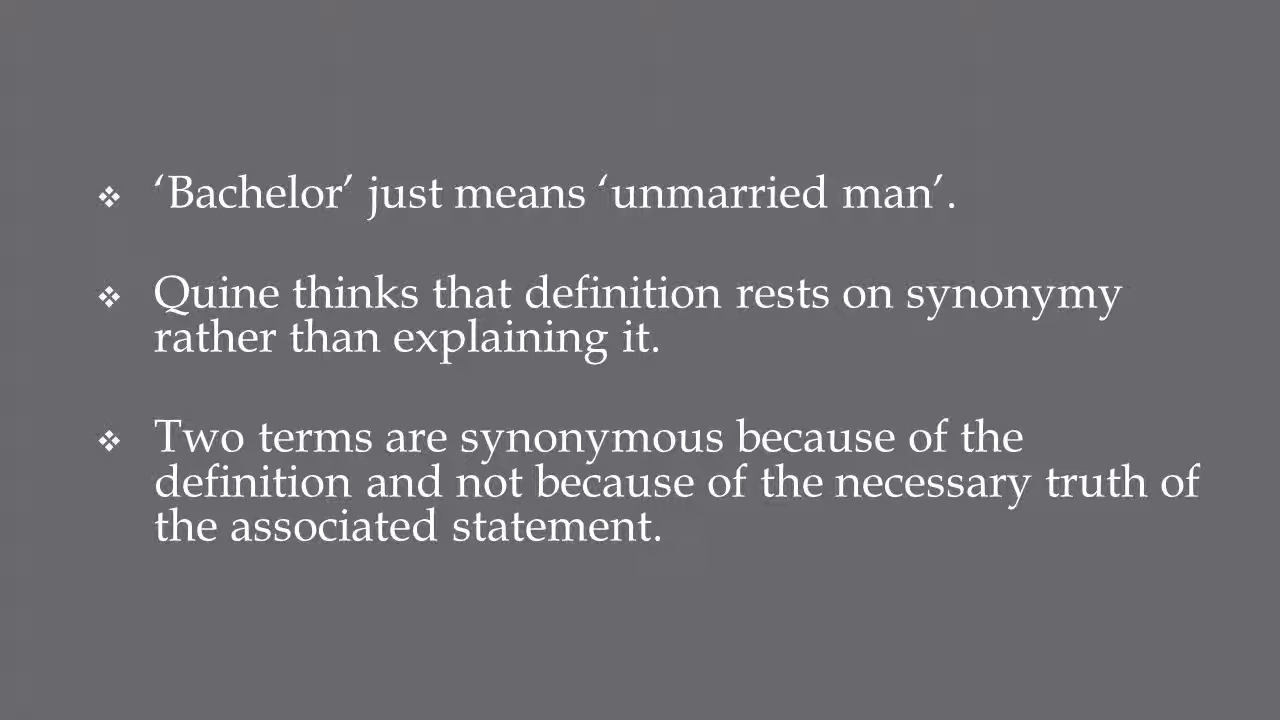 ❖ ‘Bachelor’ just means ‘unmarried man’.
❖ Quine thinks that definition rests on synonymy
rather than explaining it.
❖ Two terms are synonymous because of the
definition and not because of the necessary truth of
the associated statement.